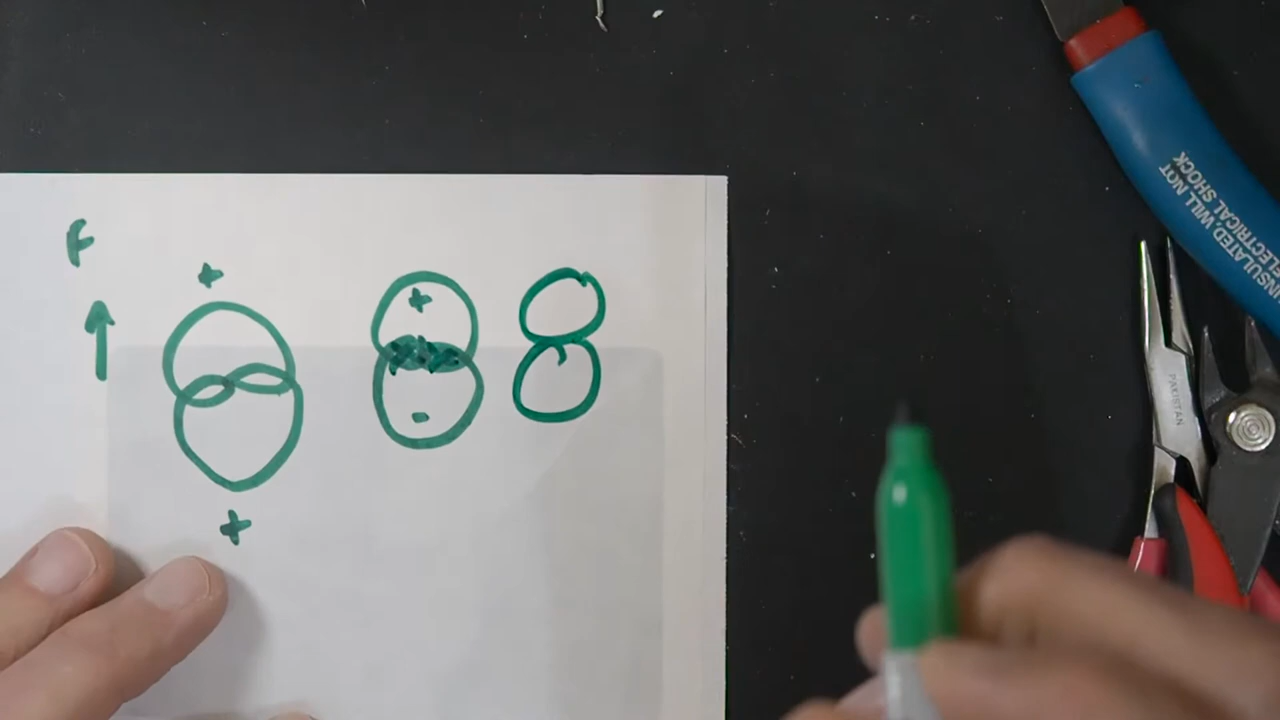 F
+
+
+
-
INSULATED. WILL NOT
ELECTRICAL SHOCK
PAKISTAN